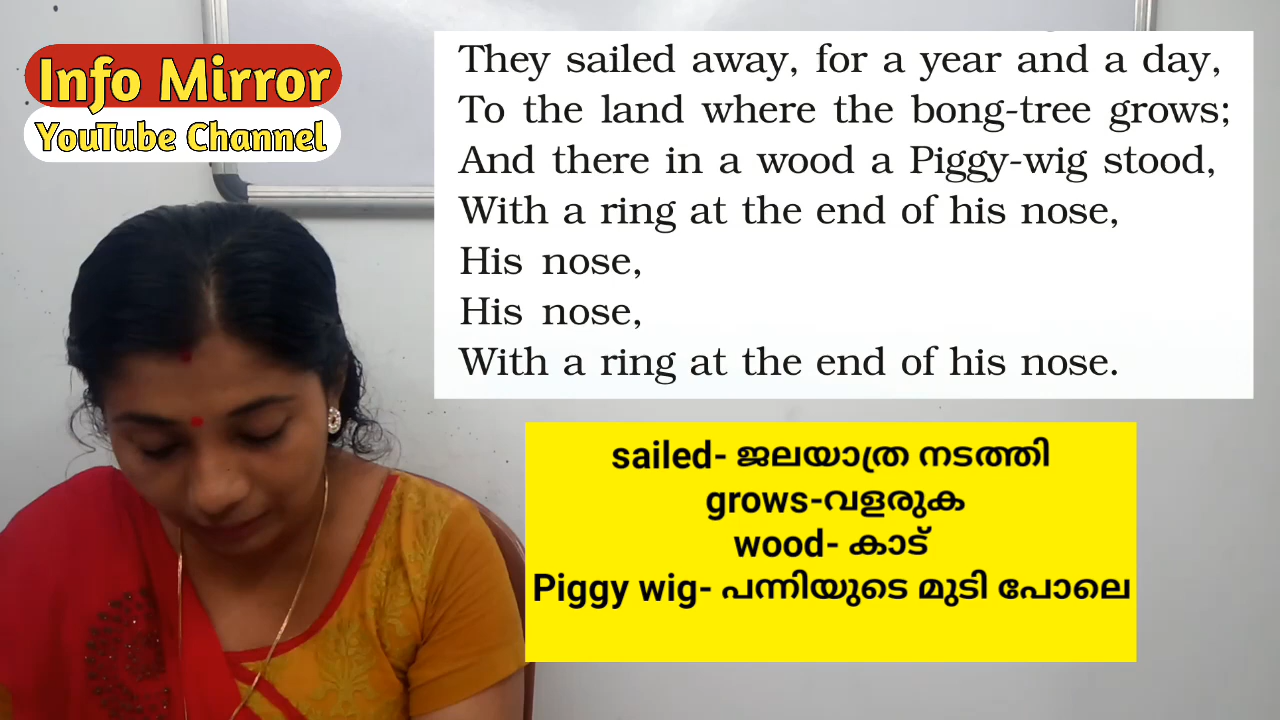 Info Mirror
YouTube Channel
They sailed away, for a year and a day,
To the land where the bong-tree grows;
And there in a wood a Piggy-wig stood,
With a ring at the end of his nose,
His nose,
His nose,
With a ring at the end of his nose.
sailed- ജലയാത്ര നടത്തി
grows-വളരുക
wood- കാട്
Piggy wig- പന്നിയുടെ മുടി പോലെ